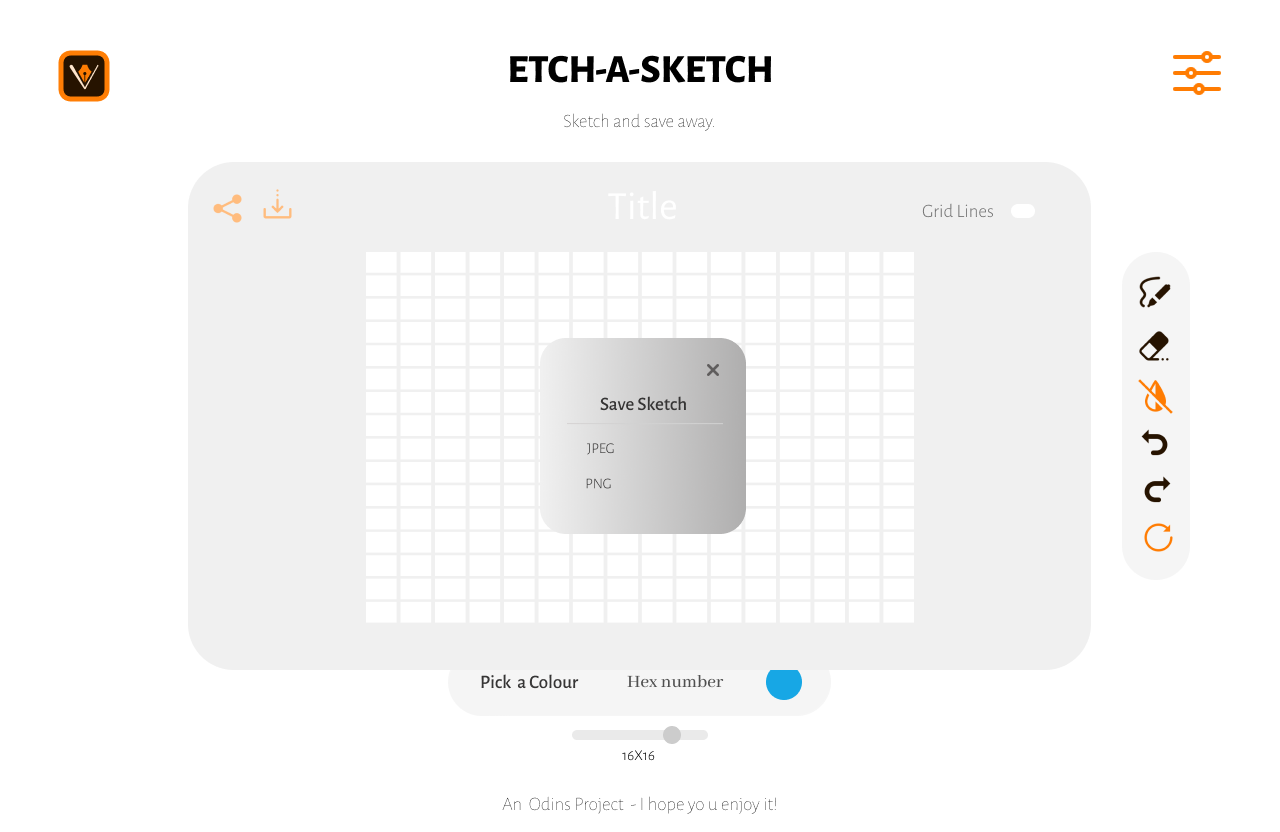 ETCH-A-SKETCH
Sketch and save away.
Title
Grid Lines
Save Sketch
JPEG
PNG
Pick a Colour
Hex number
16X16
An Odins Project - I hope yo u enjoy it!